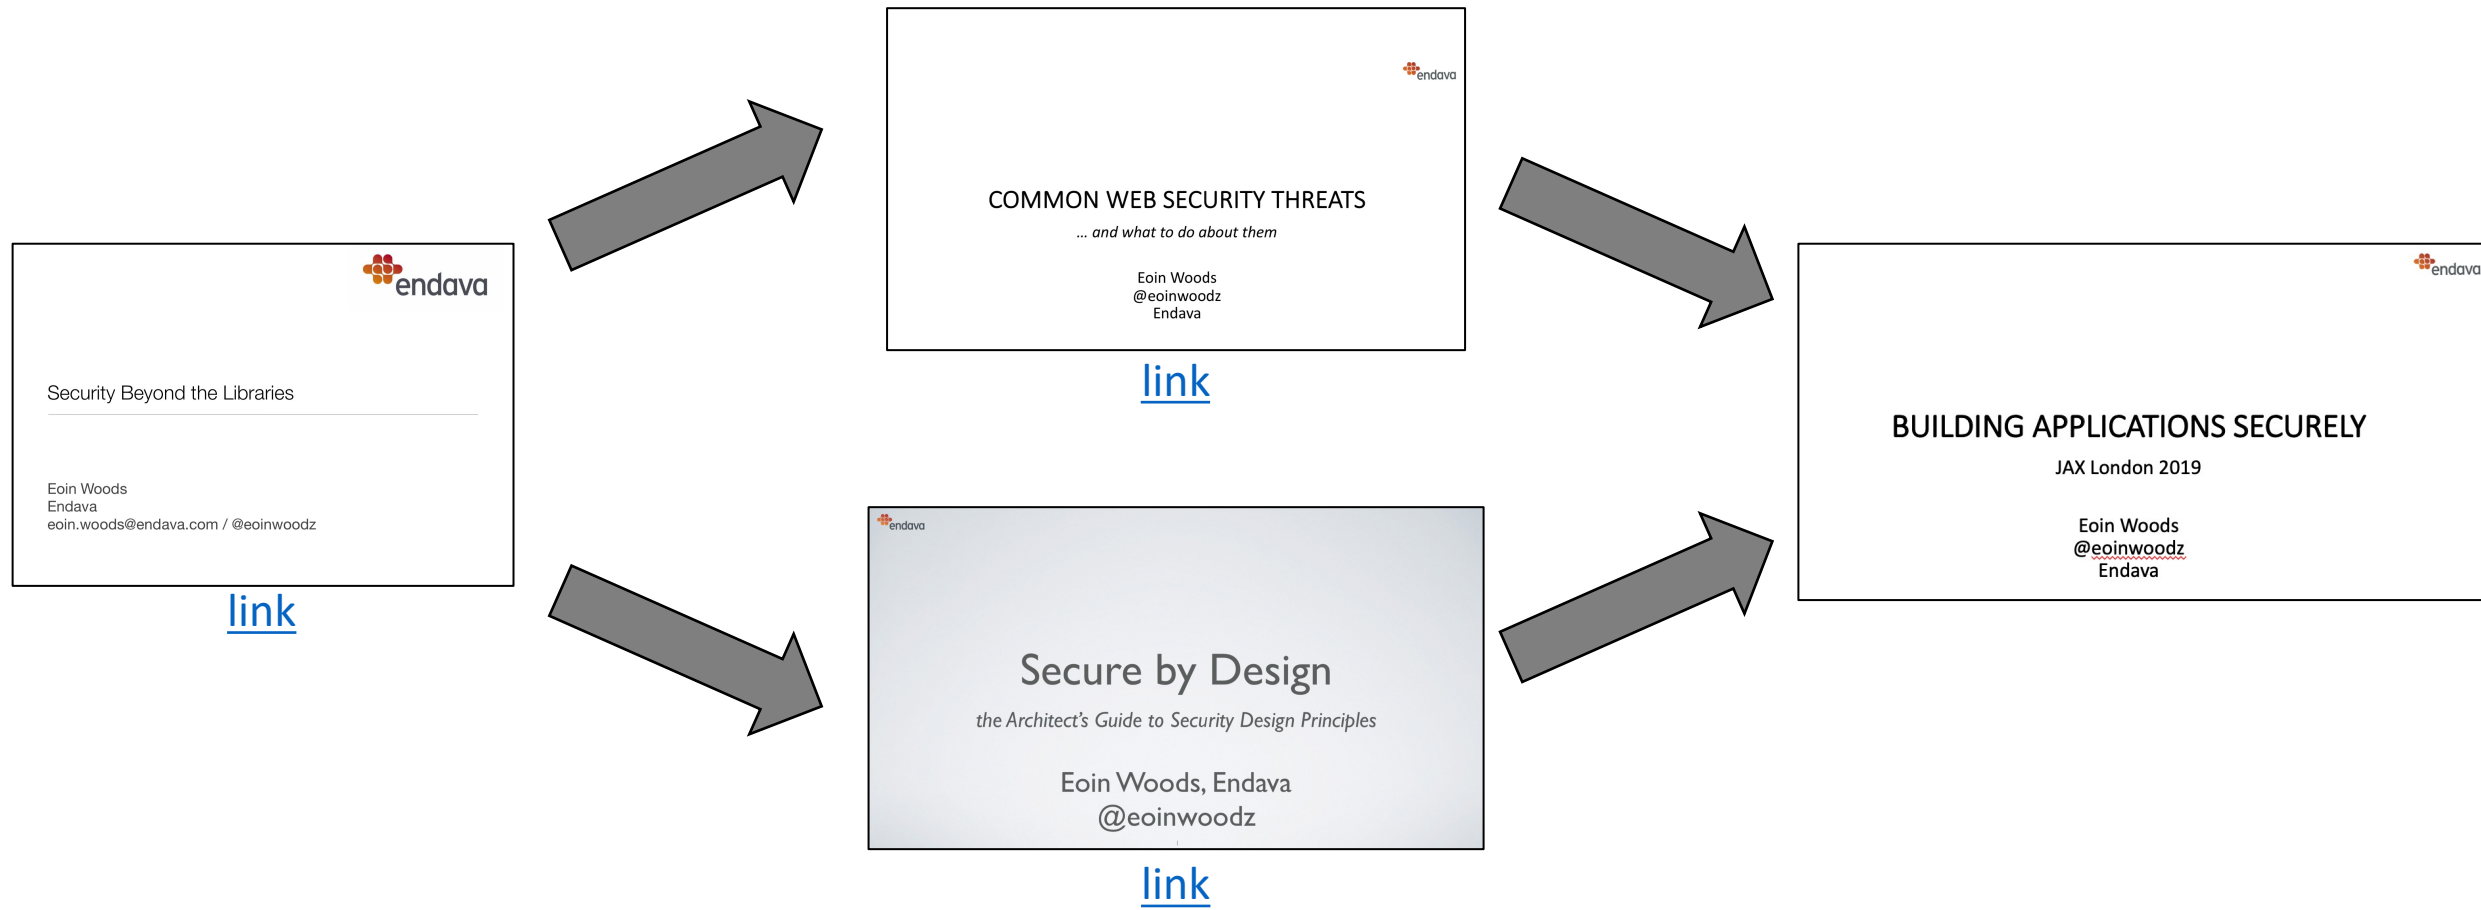 endava
Security Beyond the Libraries
Eoin Woods
Endava
eoin.woods@endava.com / @eoinwoodz
link
endava
COMMON WEB SECURITY THREATS
... and what to do about them
Eoin Woods
@eoinwoodz
Endava
link
endava
Secure by Design
the Architect's Guide to Security Design Principles
Eoin Woods, Endava
@eoinwoodz
link
endava
BUILDING APPLICATIONS SECURELY
JAX London 2019
Eoin Woods
@eoinwoodz
Endava